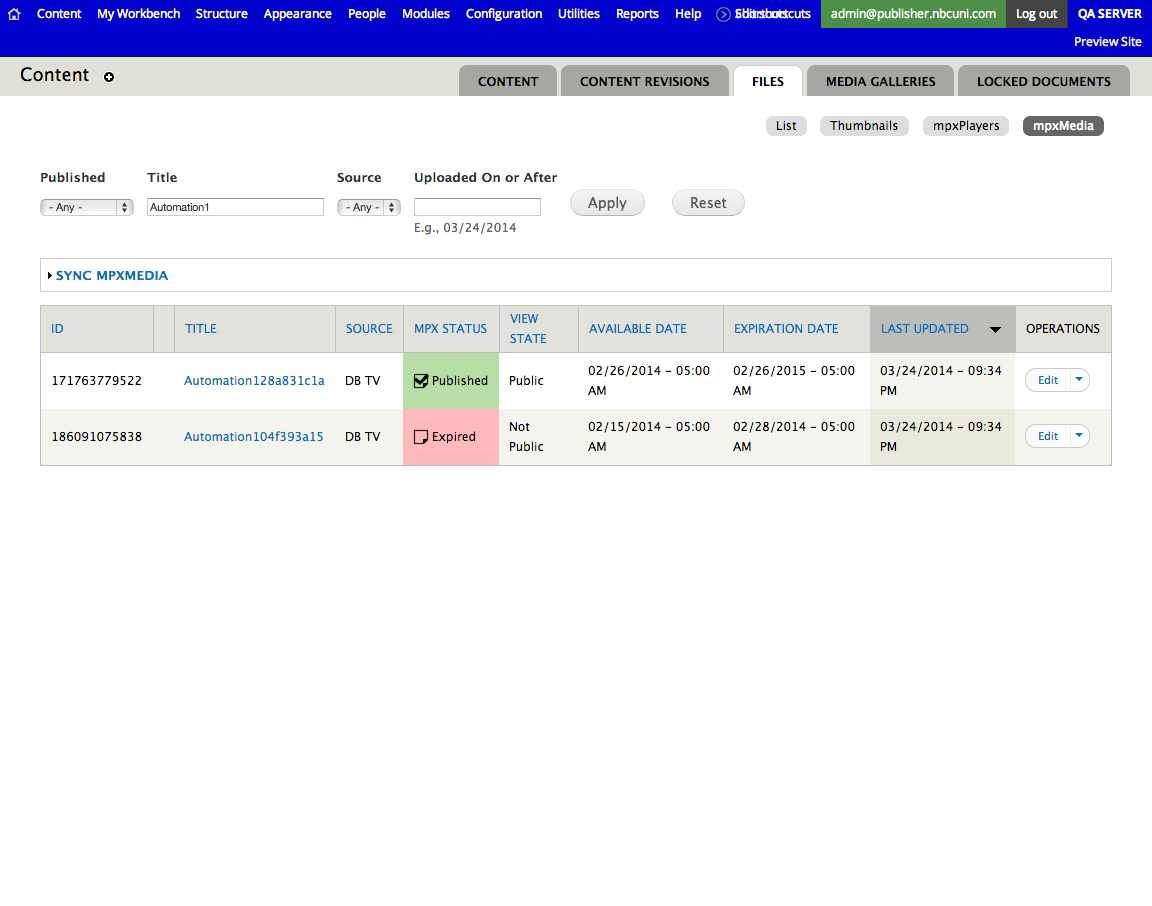 Content My Workbench Structure Appearance People Modules Configuration Utilities Reports Help admin@publisher.nbcuni.com Log out QA SERVER
Preview Site
Content
CONTENT CONTENT REVISIONS FILES MEDIA GALLERIES LOCKED DOCUMENTS
List Thumbnails mpxPlayers mpxMedia
Published Title Source Uploaded On or After
- Any - Automation1 - Any - Apply Reset
E.g., 03/24/2014
SYNC MPXMEDIA
ID TITLE SOURCE MPX STATUS VIEW STATE AVAILABLE DATE EXPIRATION DATE LAST UPDATED OPERATIONS
171763779522 Automation128a831c1a DB TV Published Public 02/26/2014 - 05:00 AM 02/26/2015 - 05:00 AM 03/24/2014 - 09:34 PM Edit
186091075838 Automation104f393a15 DB TV Expired Not Public 02/15/2014 - 05:00 AM 02/28/2014 - 05:00 AM 03/24/2014 - 09:34 PM Edit